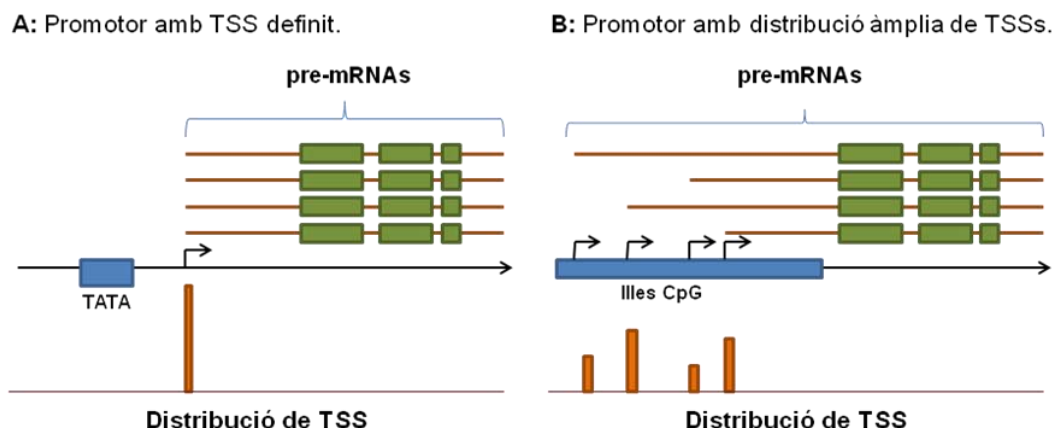 A: Promotor amb TSS definit.
pre-mRNAs
TATA
Distribució de TSS
B: Promotor amb distribució àmplia de TSSs.
pre-mRNAs
Illes CpG
Distribució de TSS